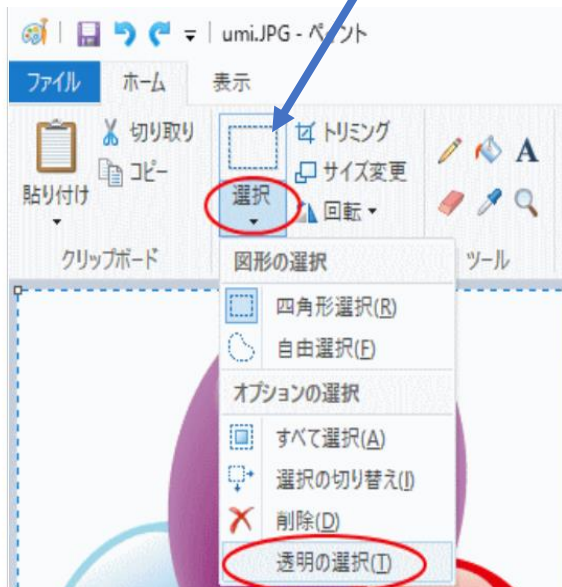 umi.JPG - ペイント
ファイル ホーム 表示
貼り付け
切り取り
コピー
クリップボード
選択
トリミング
サイズ変更
回転
A
ツール
図形の選択
四角形選択(R)
自由選択(F)
オプションの選択
すべて選択(A)
選択の切り替え(I)
削除(D)
透明の選択(T)